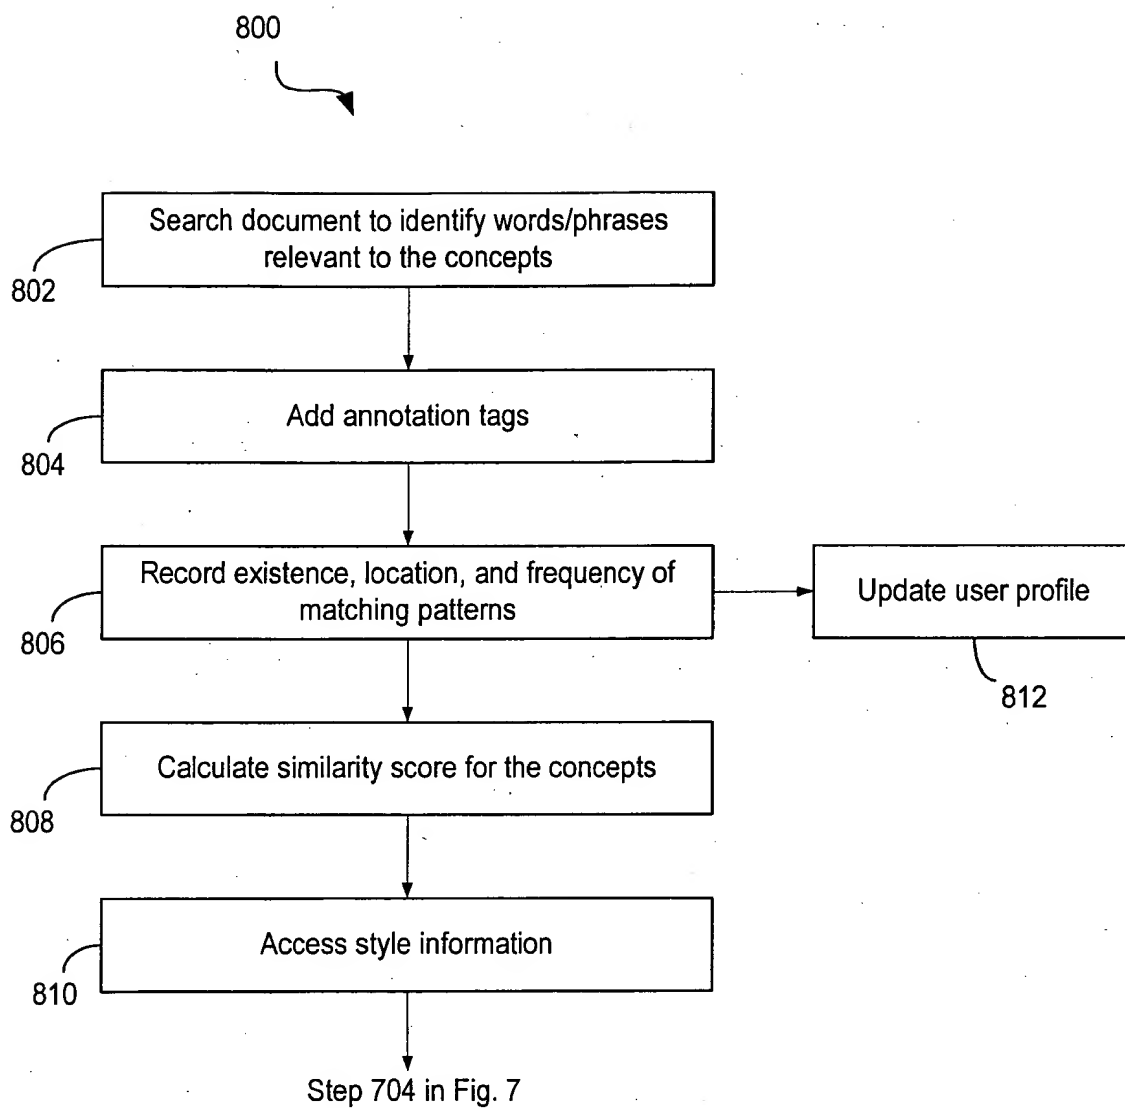 800
Search document to identify words/phrases
relevant to the concepts
802
Add annotation tags
804
Record existence, location, and frequency of
matching patterns
806
Update user profile
812
Calculate similarity score for the concepts
808
Access style information
810
Step 704 in Fig. 7